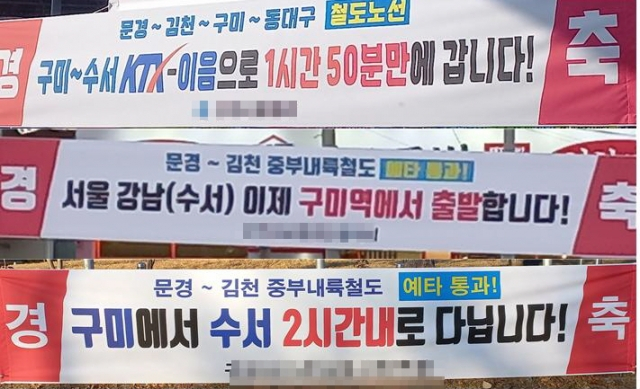 문경 ~ 김천 ~ 구미 ~ 동대구 철도노선
경 구미~수서 KTX-이음으로 1시간 50분만에 갑니다! 축
문경 ~ 김천 중부내륙철도 예타 통과!
경 서울 강남(수서) 이제 구미역에서 출발합니다! 축
문경 ~ 김천 중부내륙철도 예타 통과!
경 구미에서 수서 2시간내로 다닙니다! 축